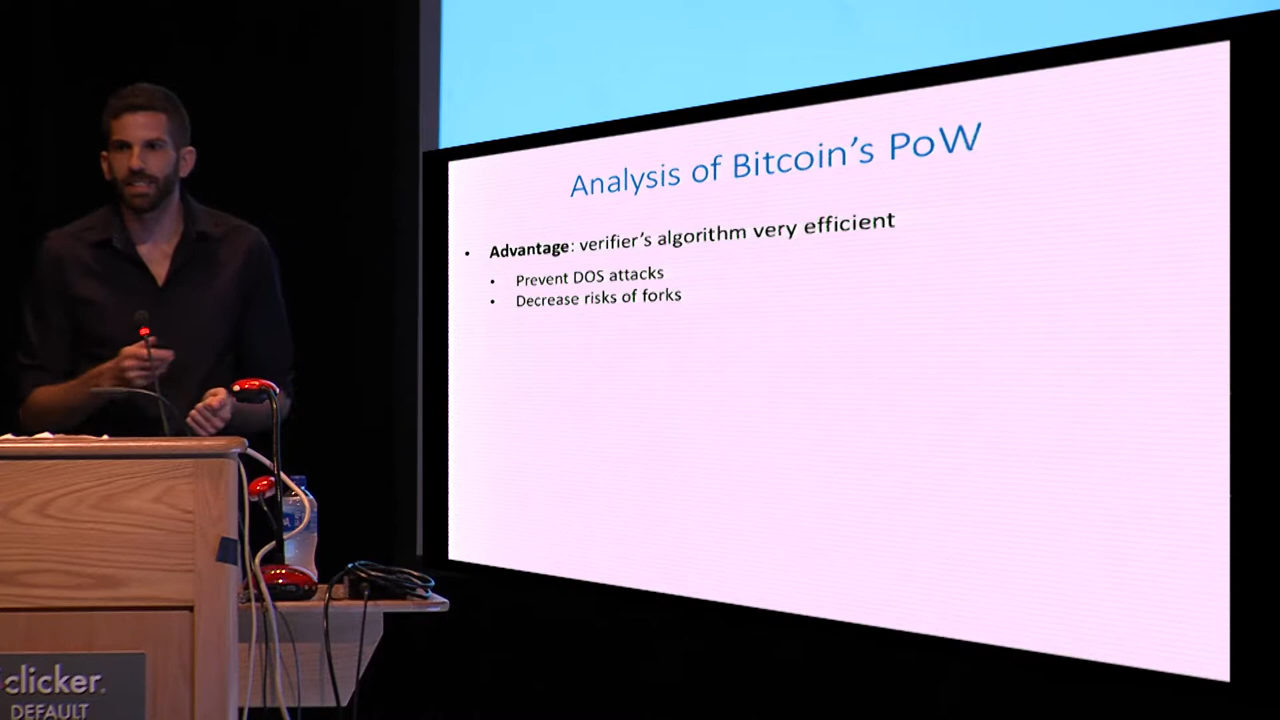 Analysis of Bitcoin's PoW
• Advantage: verifier's algorithm very efficient
• Prevent DOS attacks
• Decrease risks of forks
iclicker.
DEFAULT